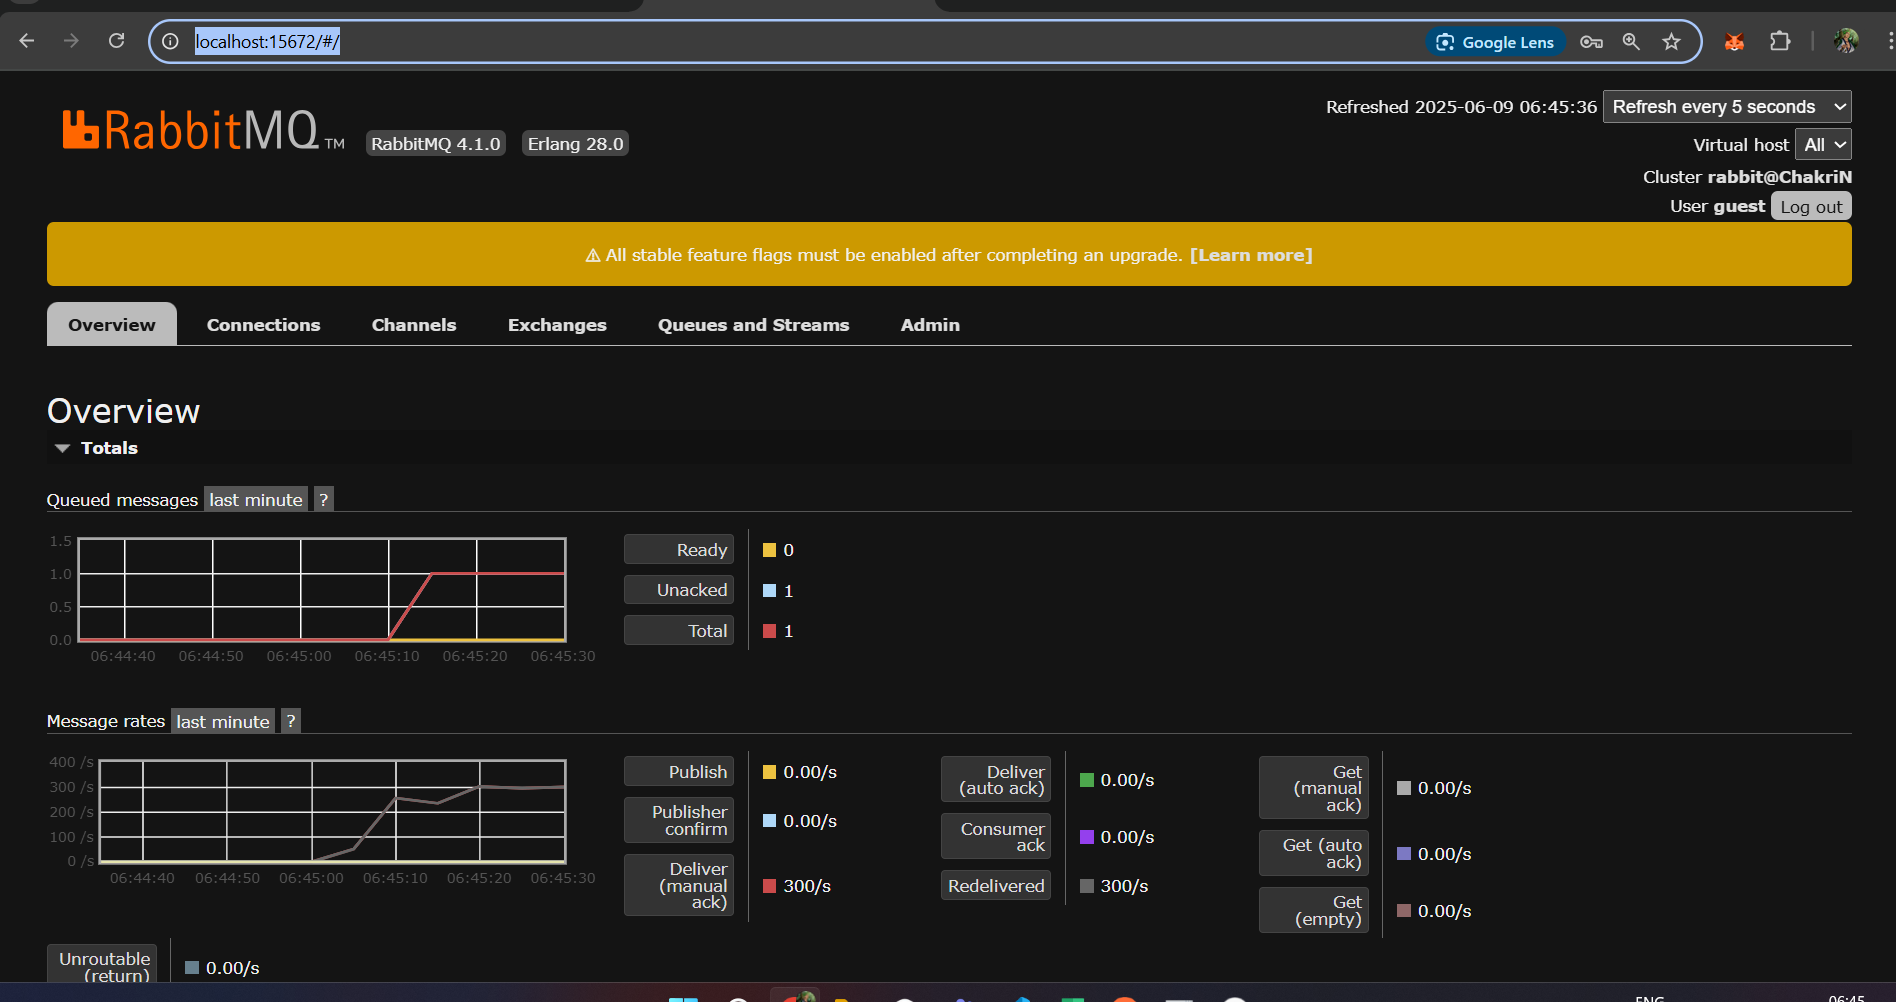 localhost:15672/#/
Google Lens
RabbitMQ TM
RabbitMQ 4.1.0
Erlang 28.0
Refreshed 2025-06-09 06:45:36
Refresh every 5 seconds
Virtual host All
Cluster rabbit@ChakriN
User guest Log out
⚠ All stable feature flags must be enabled after completing an upgrade. [Learn more]
Overview
Connections
Channels
Exchanges
Queues and Streams
Admin
Overview
Totals
Queued messages last minute ?
1.5
1.0
0.5
0.0
06:44:40 06:44:50 06:45:00 06:45:10 06:45:20 06:45:30
Ready 0
Unacked 1
Total 1
Message rates last minute ?
400 /s
300 /s
200 /s
100 /s
0 /s
06:44:40 06:44:50 06:45:00 06:45:10 06:45:20 06:45:30
Publish 0.00/s
Publisher
confirm
0.00/s
Deliver
(manual
ack)
300/s
Deliver
(auto ack)
0.00/s
Consumer
ack
0.00/s
Redelivered 300/s
Get
(manual
ack)
0.00/s
Get (auto
ack)
0.00/s
Get
(empty)
0.00/s
Unroutable
(return)
0.00/s
ENG
06:45